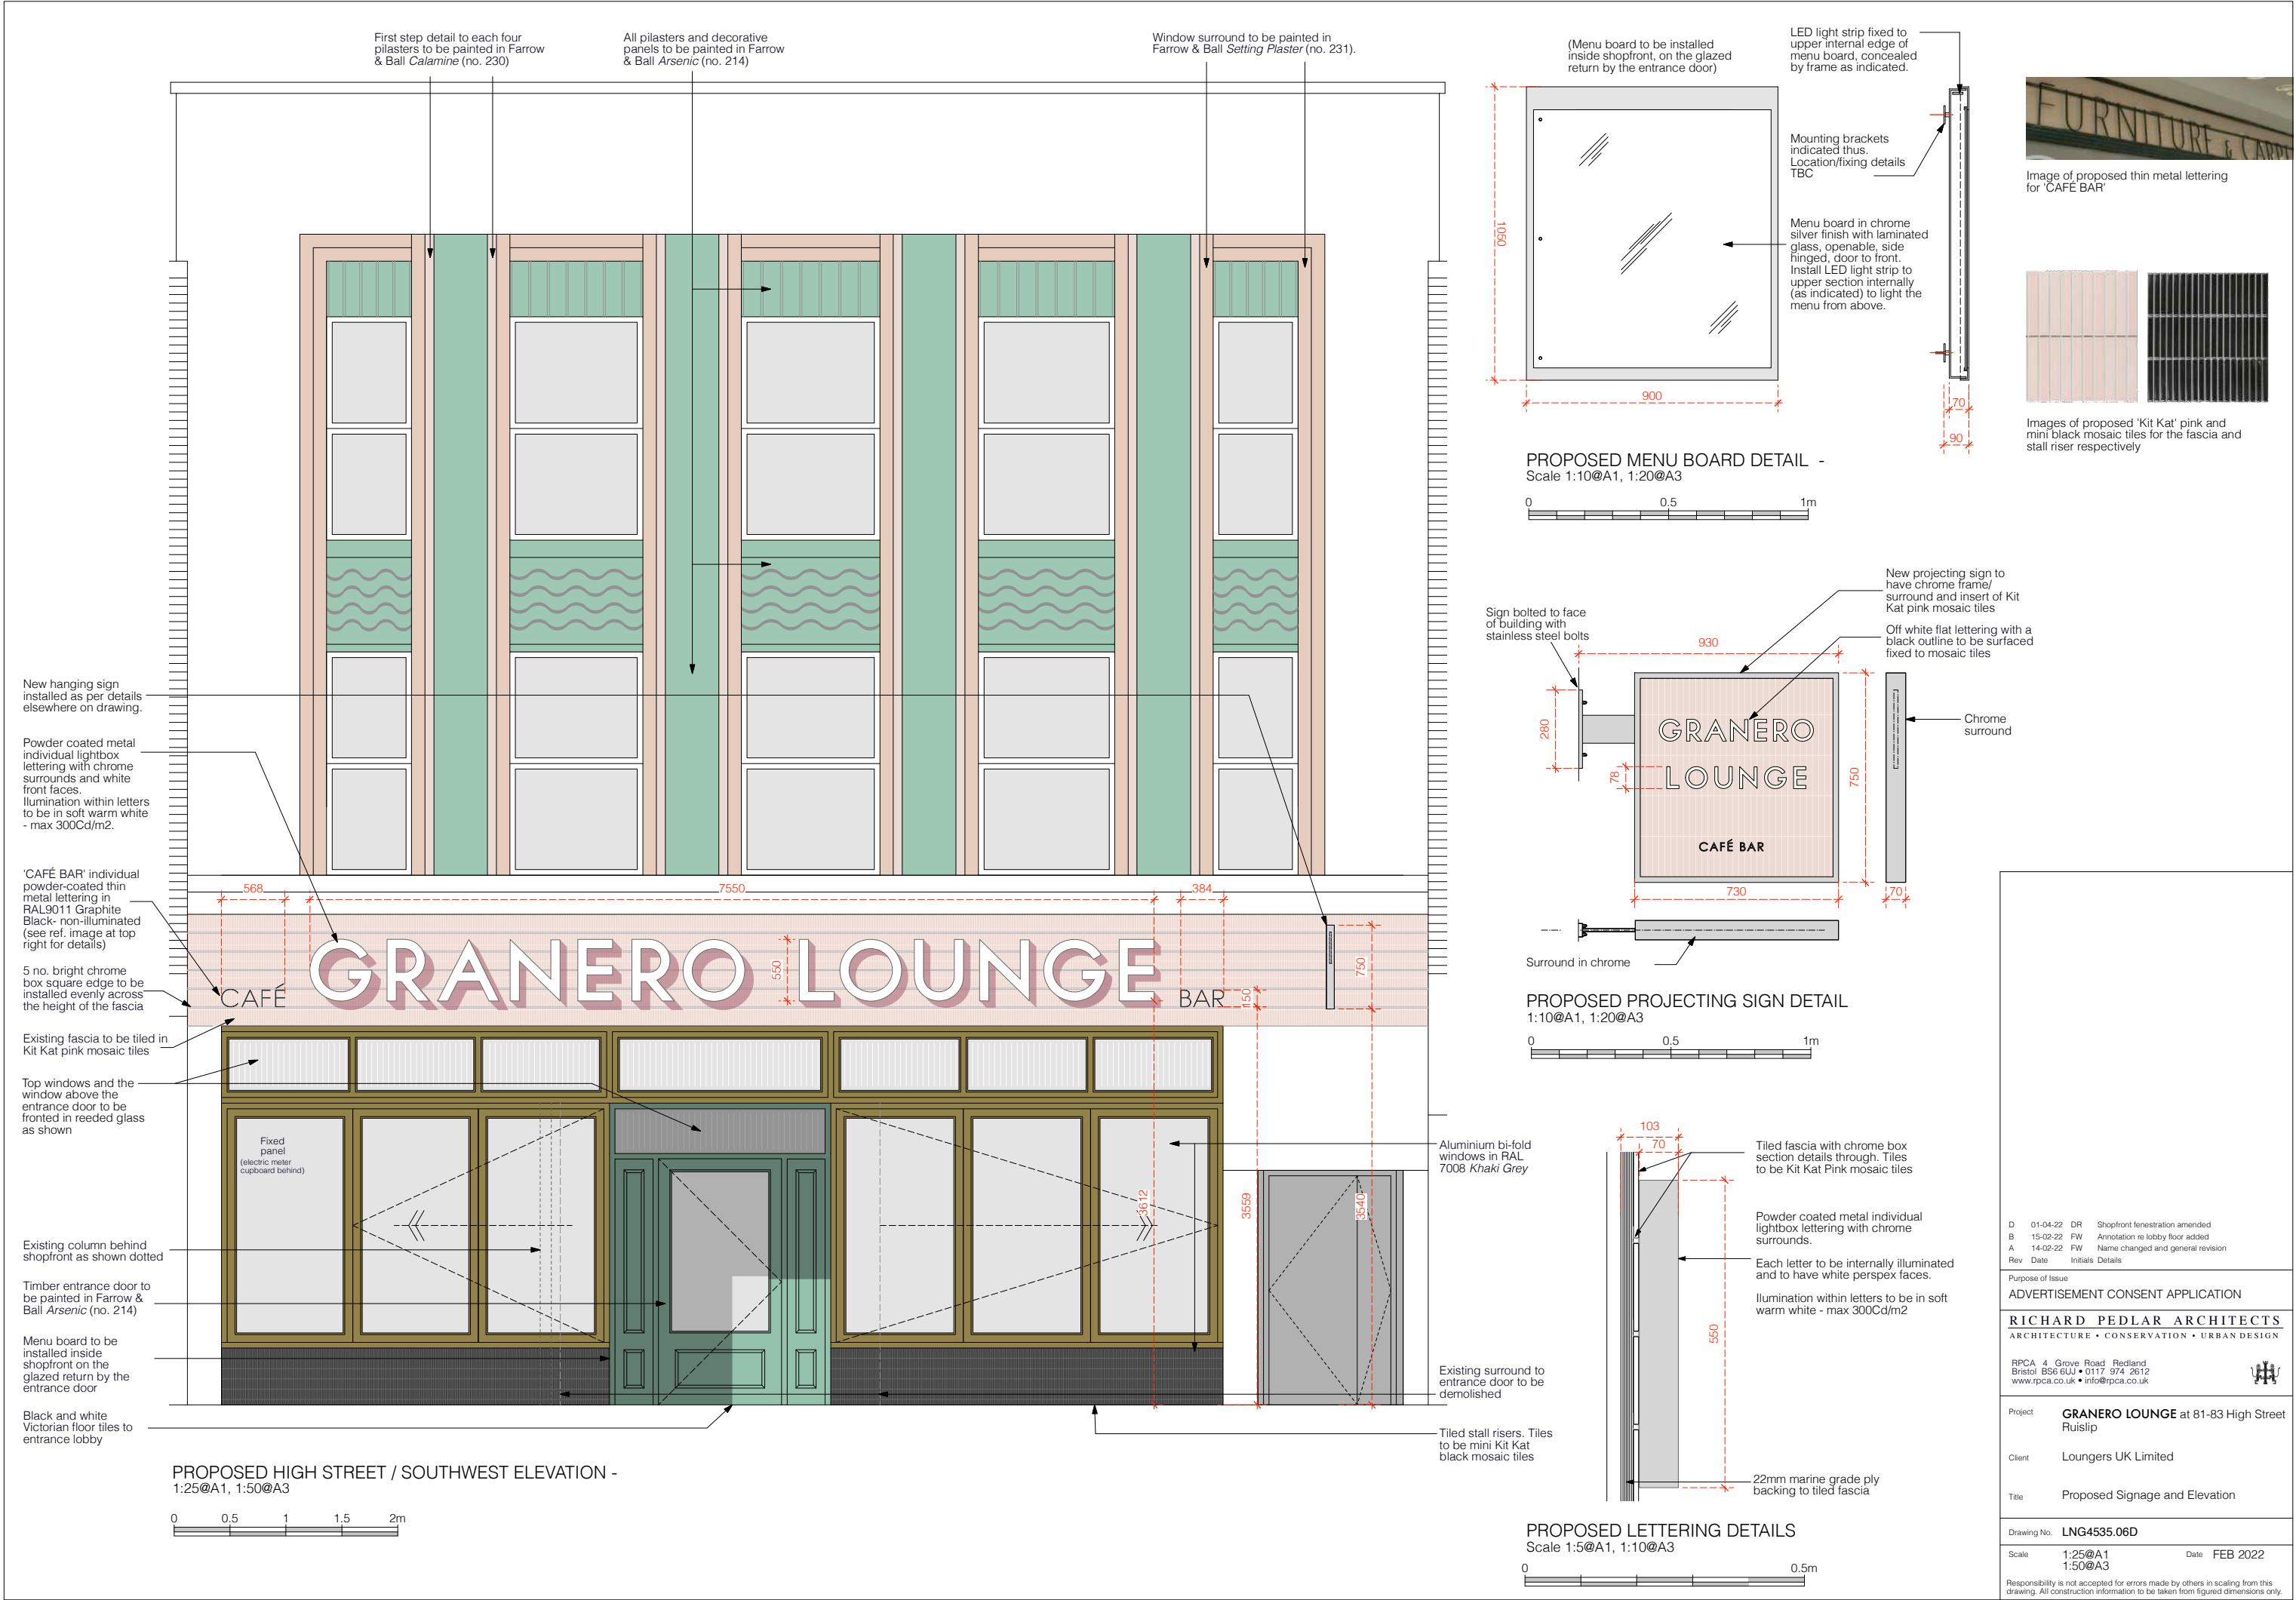 First step detail to each four
pilasters to be painted in Farrow
& Ball Calamine (no. 230)
All pilasters and decorative
panels to be painted in Farrow
& Ball Arsenic (no. 214)
Window surround to be painted in
Farrow & Ball Setting Plaster (no. 231).
New hanging sign
installed as per details
elsewhere on drawing.
Powder coated metal
individual lightbox
lettering with chrome
surrounds and white
front faces.
Ilumination within letters
to be in soft warm white
- max 300Cd/m2.
'CAFÉ BAR' individual
powder-coated thin
metal lettering in
RAL9011 Graphite
Black- non-illuminated
(see ref. image at top
right for details)
5 no. bright chrome
box square edge to be
installed evenly across
the height of the fascia
Existing fascia to be tiled in
Kit Kat pink mosaic tiles
Top windows and the
window above the
entrance door to be
fronted in reeded glass
as shown
Existing column behind
shopfront as shown dotted
Timber entrance door to
be painted in Farrow &
Ball Arsenic (no. 214)
Menu board to be
installed inside
shopfront on the
glazed return by the
entrance door
Black and white
Victorian floor tiles to
entrance lobby
568
7550
384
CAFÉ
GRANERO LOUNGE
BAR
550
150
750
Fixed
panel
(electric meter
cupboard behind)
3612
3559
3540
Aluminium bi-fold
windows in RAL
7008 Khaki Grey
Existing surround to
entrance door to be
demolished
Tiled stall risers. Tiles
to be mini Kit Kat
black mosaic tiles
PROPOSED HIGH STREET / SOUTHWEST ELEVATION -
1:25@A1, 1:50@A3
0 0.5 1 1.5 2m
(Menu board to be installed
inside shopfront, on the glazed
return by the entrance door)
LED light strip fixed to
upper internal edge of
menu board, concealed
by frame as indicated.
Mounting brackets
indicated thus.
Location/fixing details
TBC
Menu board in chrome
silver finish with laminated
glass, openable, side
hinged, door to front.
Install LED light strip to
upper section internally
(as indicated) to light the
menu from above.
1050
900
70
90
PROPOSED MENU BOARD DETAIL -
Scale 1:10@A1, 1:20@A3
0 0.5 1m
FURNITURE & CARP
Image of proposed thin metal lettering
for 'CAFÉ BAR'
Images of proposed 'Kit Kat' pink and
mini black mosaic tiles for the fascia and
stall riser respectively
Sign bolted to face
of building with
stainless steel bolts
New projecting sign to
have chrome frame/
surround and insert of Kit
Kat pink mosaic tiles
Off white flat lettering with a
black outline to be surfaced
fixed to mosaic tiles
Chrome
surround
930
280
78
750
730
70
GRANERO
LOUNGE
CAFÉ BAR
Surround in chrome
PROPOSED PROJECTING SIGN DETAIL
1:10@A1, 1:20@A3
0 0.5 1m
103
70
550
Tiled fascia with chrome box
section details through. Tiles
to be Kit Kat Pink mosaic tiles
Powder coated metal individual
lightbox lettering with chrome
surrounds.
Each letter to be internally illuminated
and to have white perspex faces.
Ilumination within letters to be in soft
warm white - max 300Cd/m2
22mm marine grade ply
backing to tiled fascia
PROPOSED LETTERING DETAILS
Scale 1:5@A1, 1:10@A3
0 0.5m
D 01-04-22 DR Shopfront fenestration amended
B 15-02-22 FW Annotation re lobby floor added
A 14-02-22 FW Name changed and general revision
Rev Date Initials Details
Purpose of Issue
ADVERTISEMENT CONSENT APPLICATION
RICHARD PEDLAR ARCHITECTS
ARCHITECTURE • CONSERVATION • URBAN DESIGN
RPCA 4 Grove Road Redland
Bristol BS6 6UJ • 0117 974 2612
www.rpca.co.uk • info@rpca.co.uk
Project GRANERO LOUNGE at 81-83 High Street
Ruislip
Client Loungers UK Limited
Title Proposed Signage and Elevation
Drawing No. LNG4535.06D
Scale 1:25@A1 Date FEB 2022
1:50@A3
Responsibility is not accepted for errors made by others in scaling from this
drawing. All construction information to be taken from figured dimensions only.